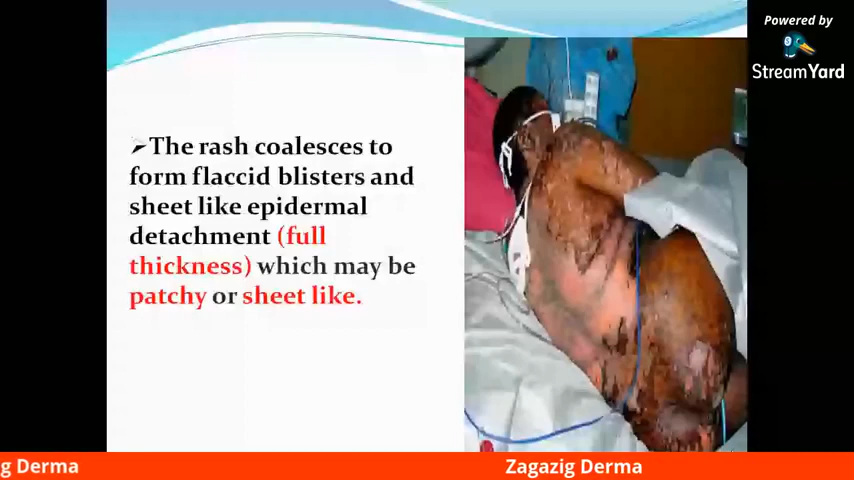 Powered by
StreamYard
The rash coalesces to
form flaccid blisters and
sheet like epidermal
detachment (full
thickness) which may be
patchy or sheet like.
g Derma
Zagazig Derma